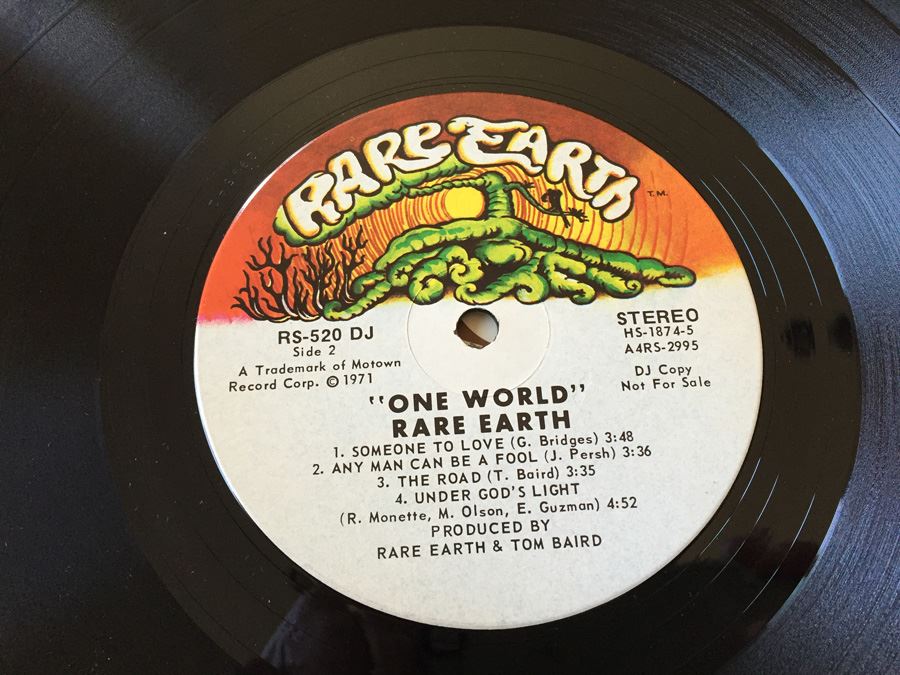 RARE EARTH
T.M.
RS-520 DJ
Side 2
A Trademark of Motown
Record Corp. © 1971
STEREO
HS-1874-5
A4RS-2995
DJ Copy
Not For Sale
"ONE WORLD"
RARE EARTH
1. SOMEONE TO LOVE (G. Bridges) 3:48
2. ANY MAN CAN BE A FOOL (J. Persh) 3:36
3. THE ROAD (T. Baird) 3:35
4. UNDER GOD'S LIGHT
(R. Monette, M. Olson, E. Guzman) 4:52
PRODUCED BY
RARE EARTH & TOM BAIRD